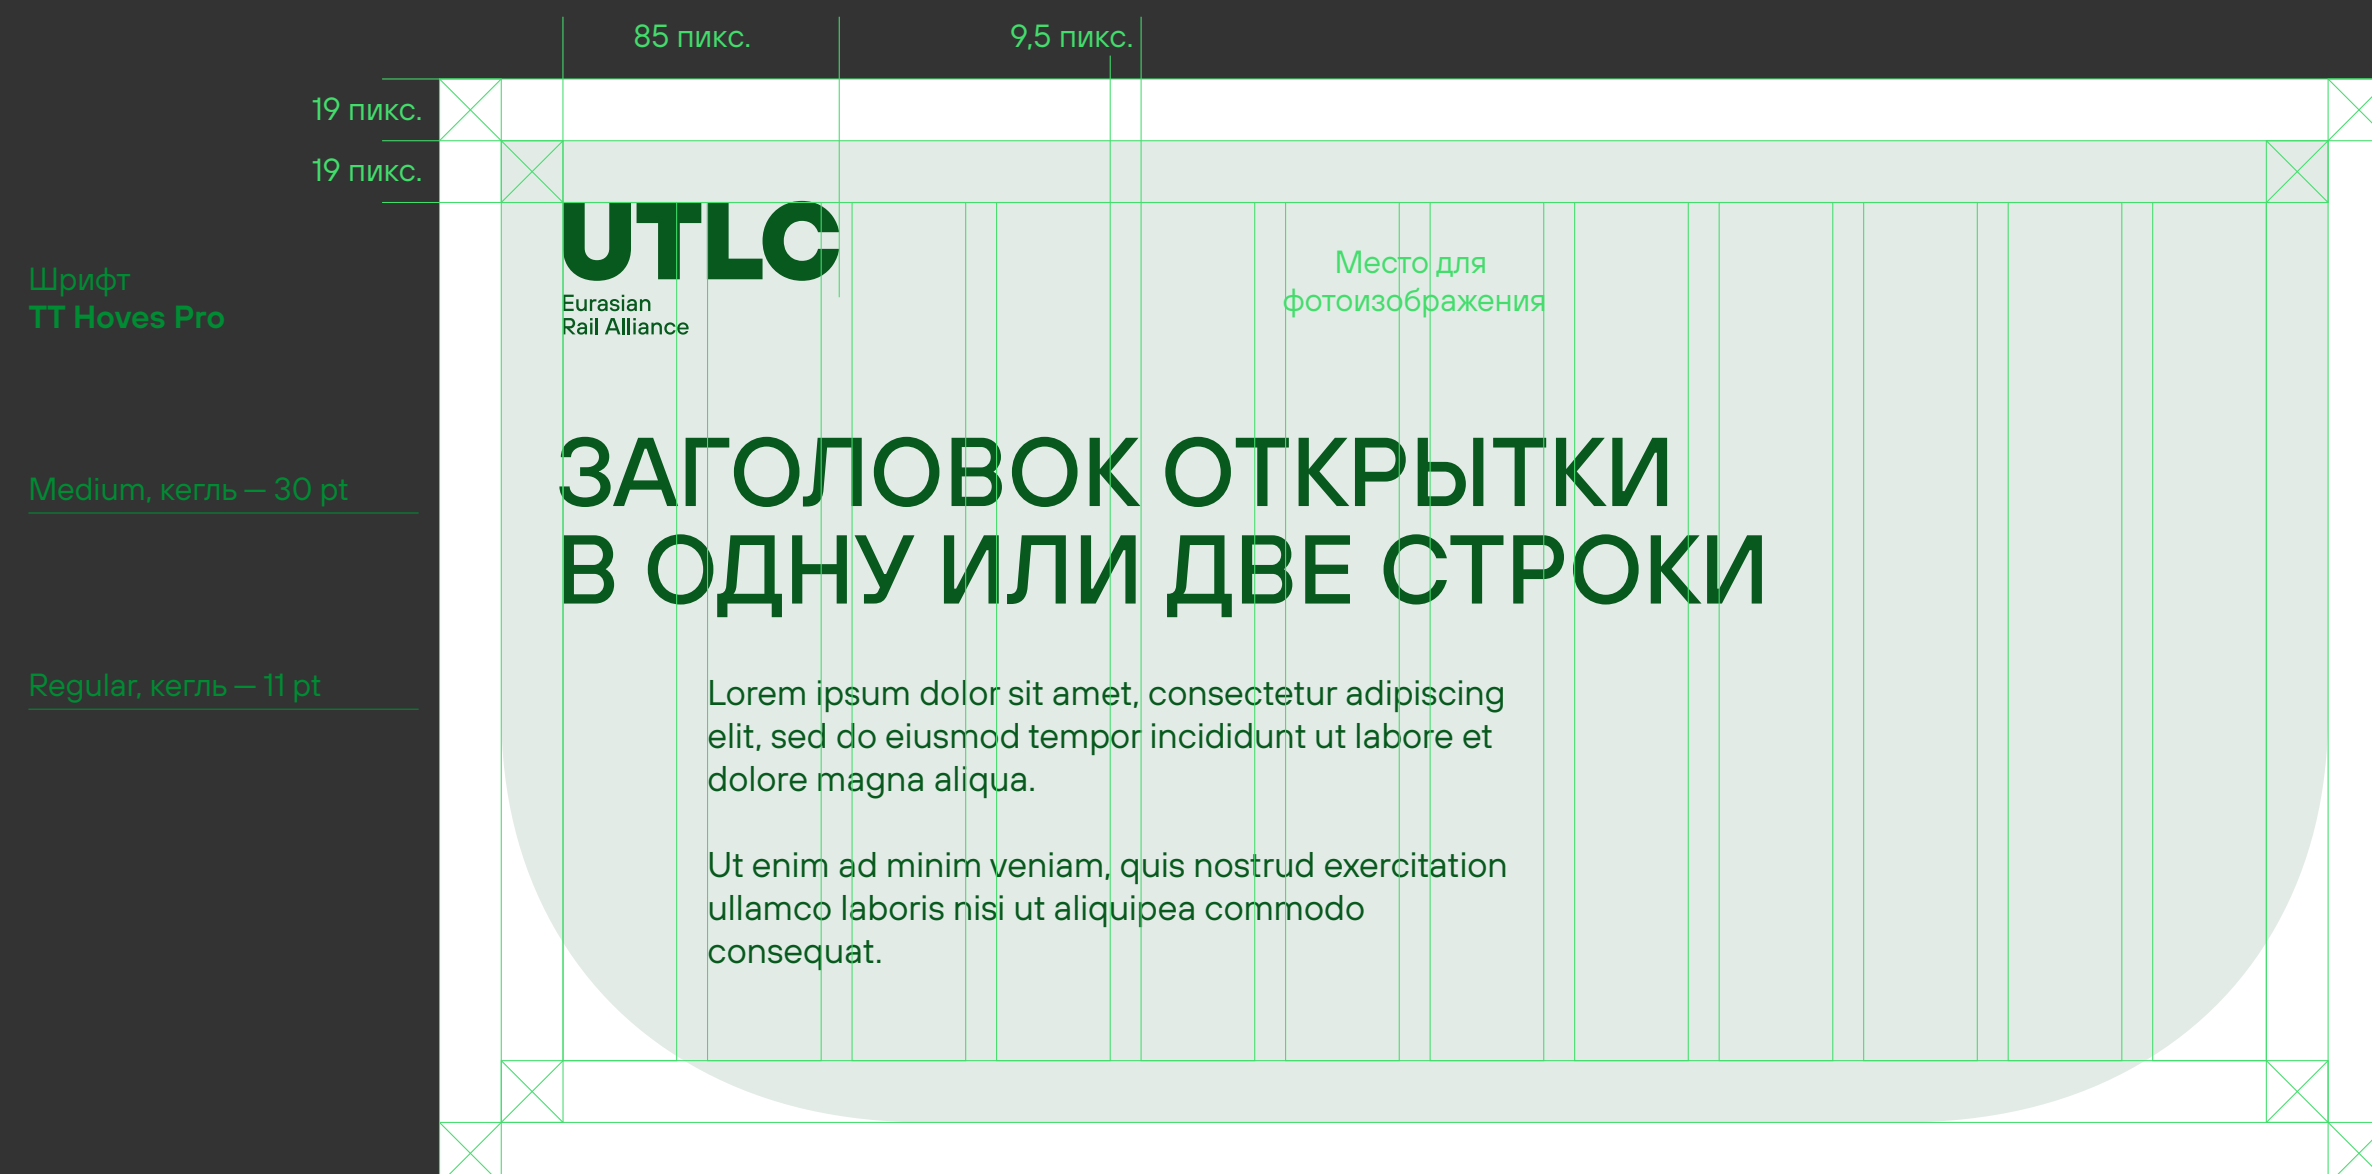 85 пикс.
9,5 пикс.
19 пикс.
19 пикс.
UTLC
Eurasian
Rail Alliance
Место для
фотоизображения
Шрифт
TT Hoves Pro
ЗАГОЛОВОК ОТКРЫТКИ
В ОДНУ ИЛИ ДВЕ СТРОКИ
Medium, кегль — 30 pt
Regular, кегль — 11 pt
Lorem ipsum dolor sit amet, consectetur adipiscing
elit, sed do eiusmod tempor incididunt ut labore et
dolore magna aliqua.
Ut enim ad minim veniam, quis nostrud exercitation
ullamco laboris nisi ut aliquipea commodo
consequat.